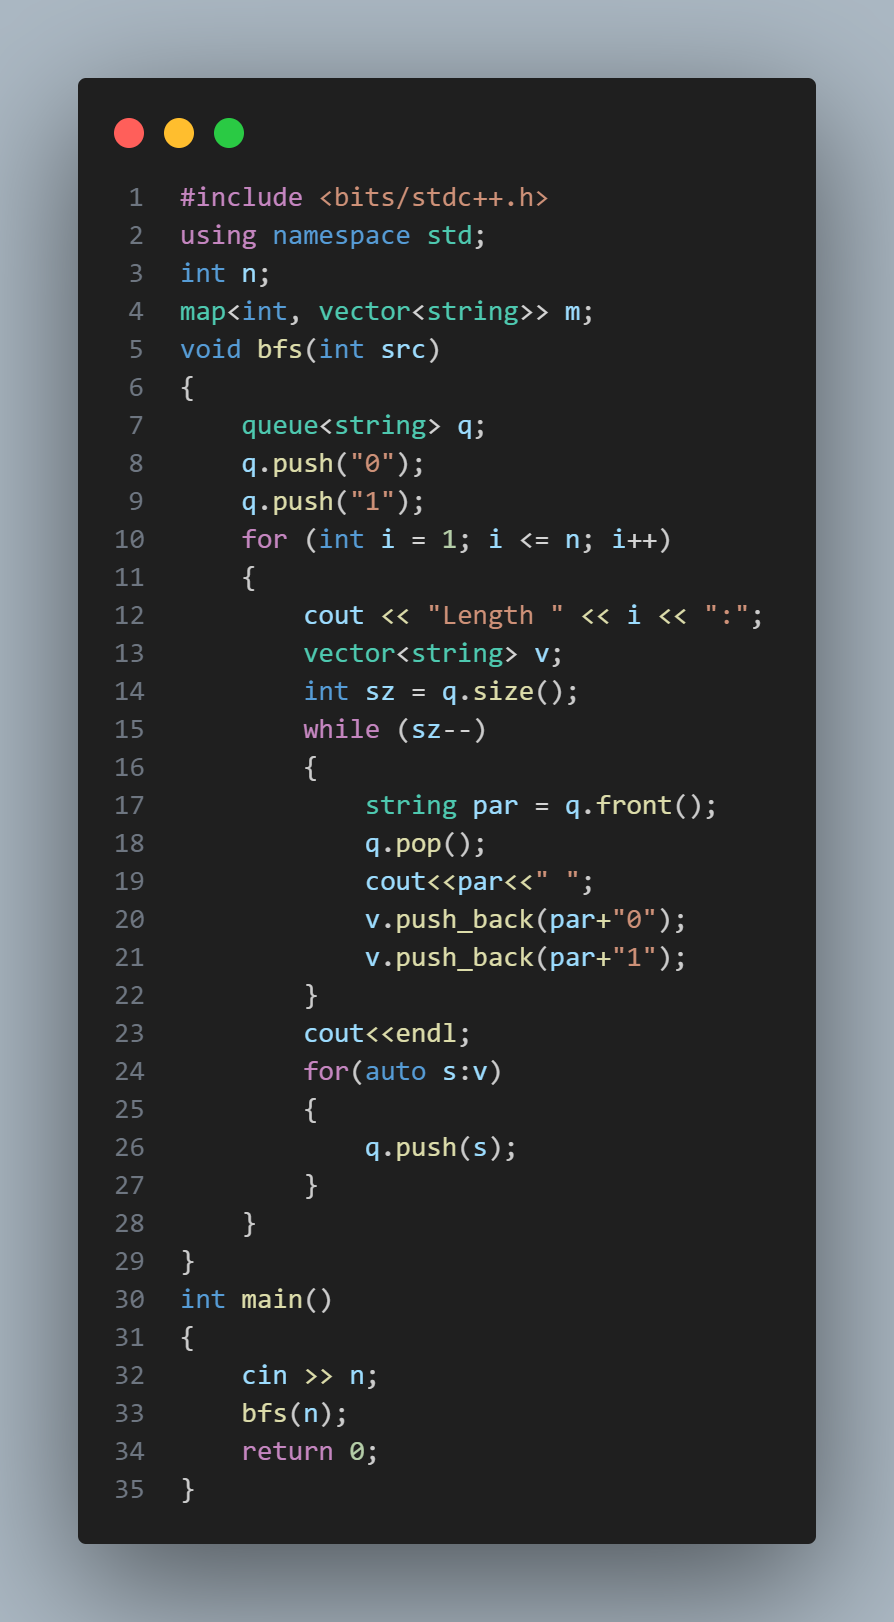 1 #include <bits/stdc++.h>
2 using namespace std;
3 int n;
4 map<int, vector<string>> m;
5 void bfs(int src)
6 {
7     queue<string> q;
8     q.push("0");
9     q.push("1");
10     for (int i = 1; i <= n; i++)
11     {
12         cout << "Length " << i << ":";
13         vector<string> v;
14         int sz = q.size();
15         while (sz--)
16         {
17             string par = q.front();
18             q.pop();
19             cout<<par<<" ";
20             v.push_back(par+"0");
21             v.push_back(par+"1");
22         }
23         cout<<endl;
24         for(auto s:v)
25         {
26             q.push(s);
27         }
28     }
29 }
30 int main()
31 {
32     cin >> n;
33     bfs(n);
34     return 0;
35 }